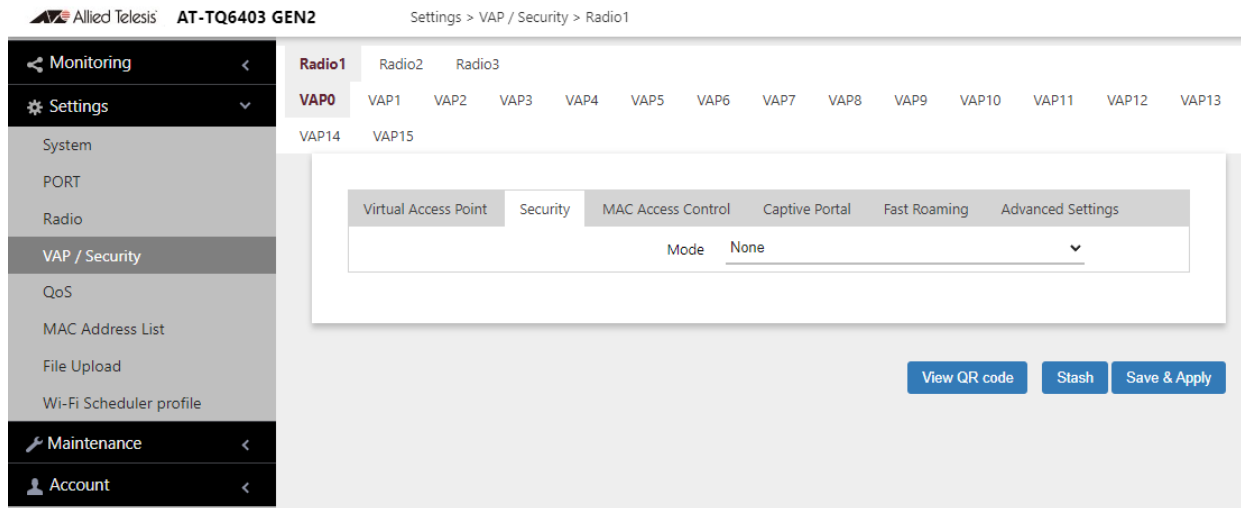 Allied Telesis AT-TQ6403 GEN2 Settings > VAP / Security > Radio1
Monitoring
Settings
System
PORT
Radio
VAP / Security
QoS
MAC Address List
File Upload
Wi-Fi Scheduler profile
Maintenance
Account
Radio1 Radio2 Radio3
VAP0 VAP1 VAP2 VAP3 VAP4 VAP5 VAP6 VAP7 VAP8 VAP9 VAP10 VAP11 VAP12 VAP13
VAP14 VAP15
Virtual Access Point Security MAC Access Control Captive Portal Fast Roaming Advanced Settings
Mode None
View QR code Stash Save & Apply